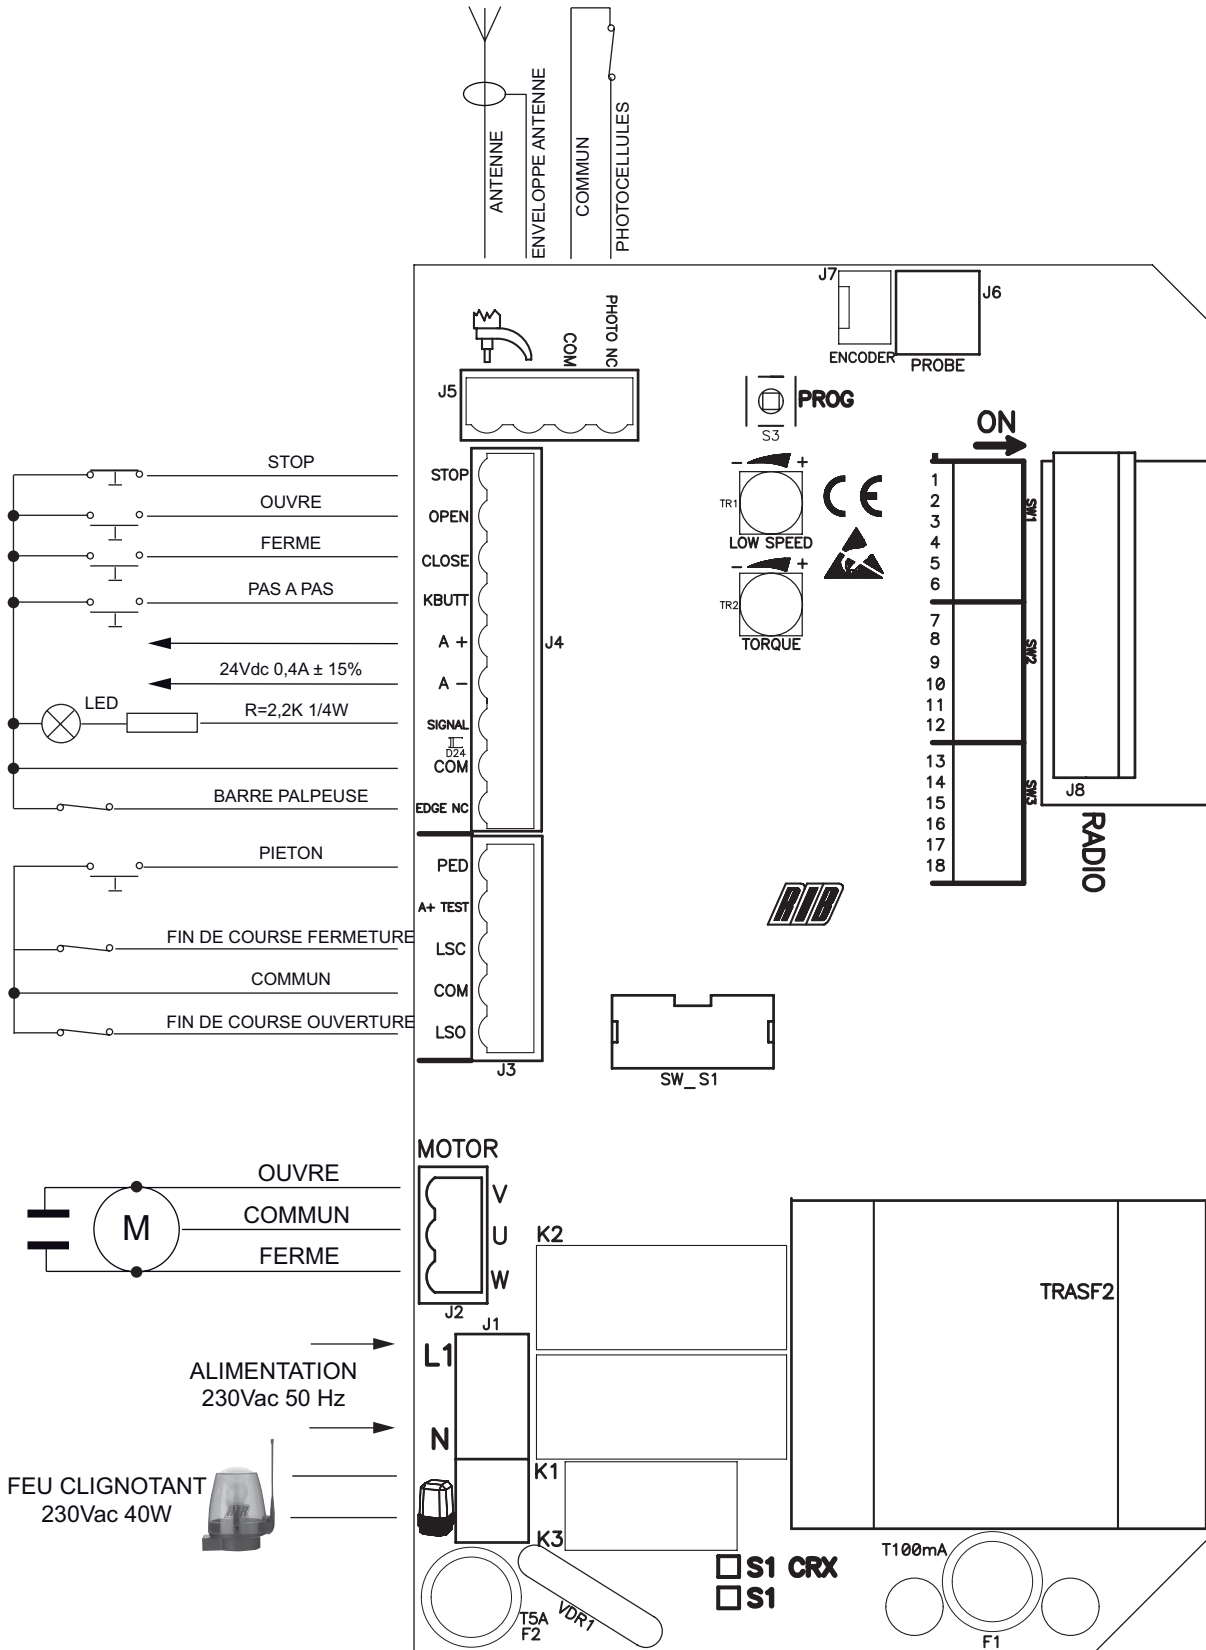 ANTENNE
ENVELOPPE ANTENNE
COMMUN
PHOTOCELLULES
J7
J6
ENCODER
PROBE
COM
PHOTO NC
J5
PROG
S3
ON
STOP
STOP
OUVRE
OPEN
FERME
CLOSE
PAS A PAS
KBUTT
A +
24Vdc 0,4A ± 15%
A -
LED
R=2,2K 1/4W
SIGNAL
D24
COM
BARRE PALPEUSE
EDGE NC
J4
- +
TR1
LOW SPEED
- +
TR2
TORQUE
CE
1
2
3
4
5
6
SW1
7
8
9
10
11
12
SW2
13
14
15
16
17
18
SW3
J8
RADIO
PIETON
PED
A+ TEST
FIN DE COURSE FERMETURE
LSC
COMMUN
COM
FIN DE COURSE OUVERTURE
LSO
J3
RIB
SW_S1
MOTOR
OUVRE
V
M
COMMUN
U
FERME
W
J2
K2
TRASF2
J1
L1
ALIMENTATION
230Vac 50 Hz
N
K1
FEU CLIGNOTANT
230Vac 40W
K3
S1 CRX
S1
T5A
F2
VDR1
T100mA
F1